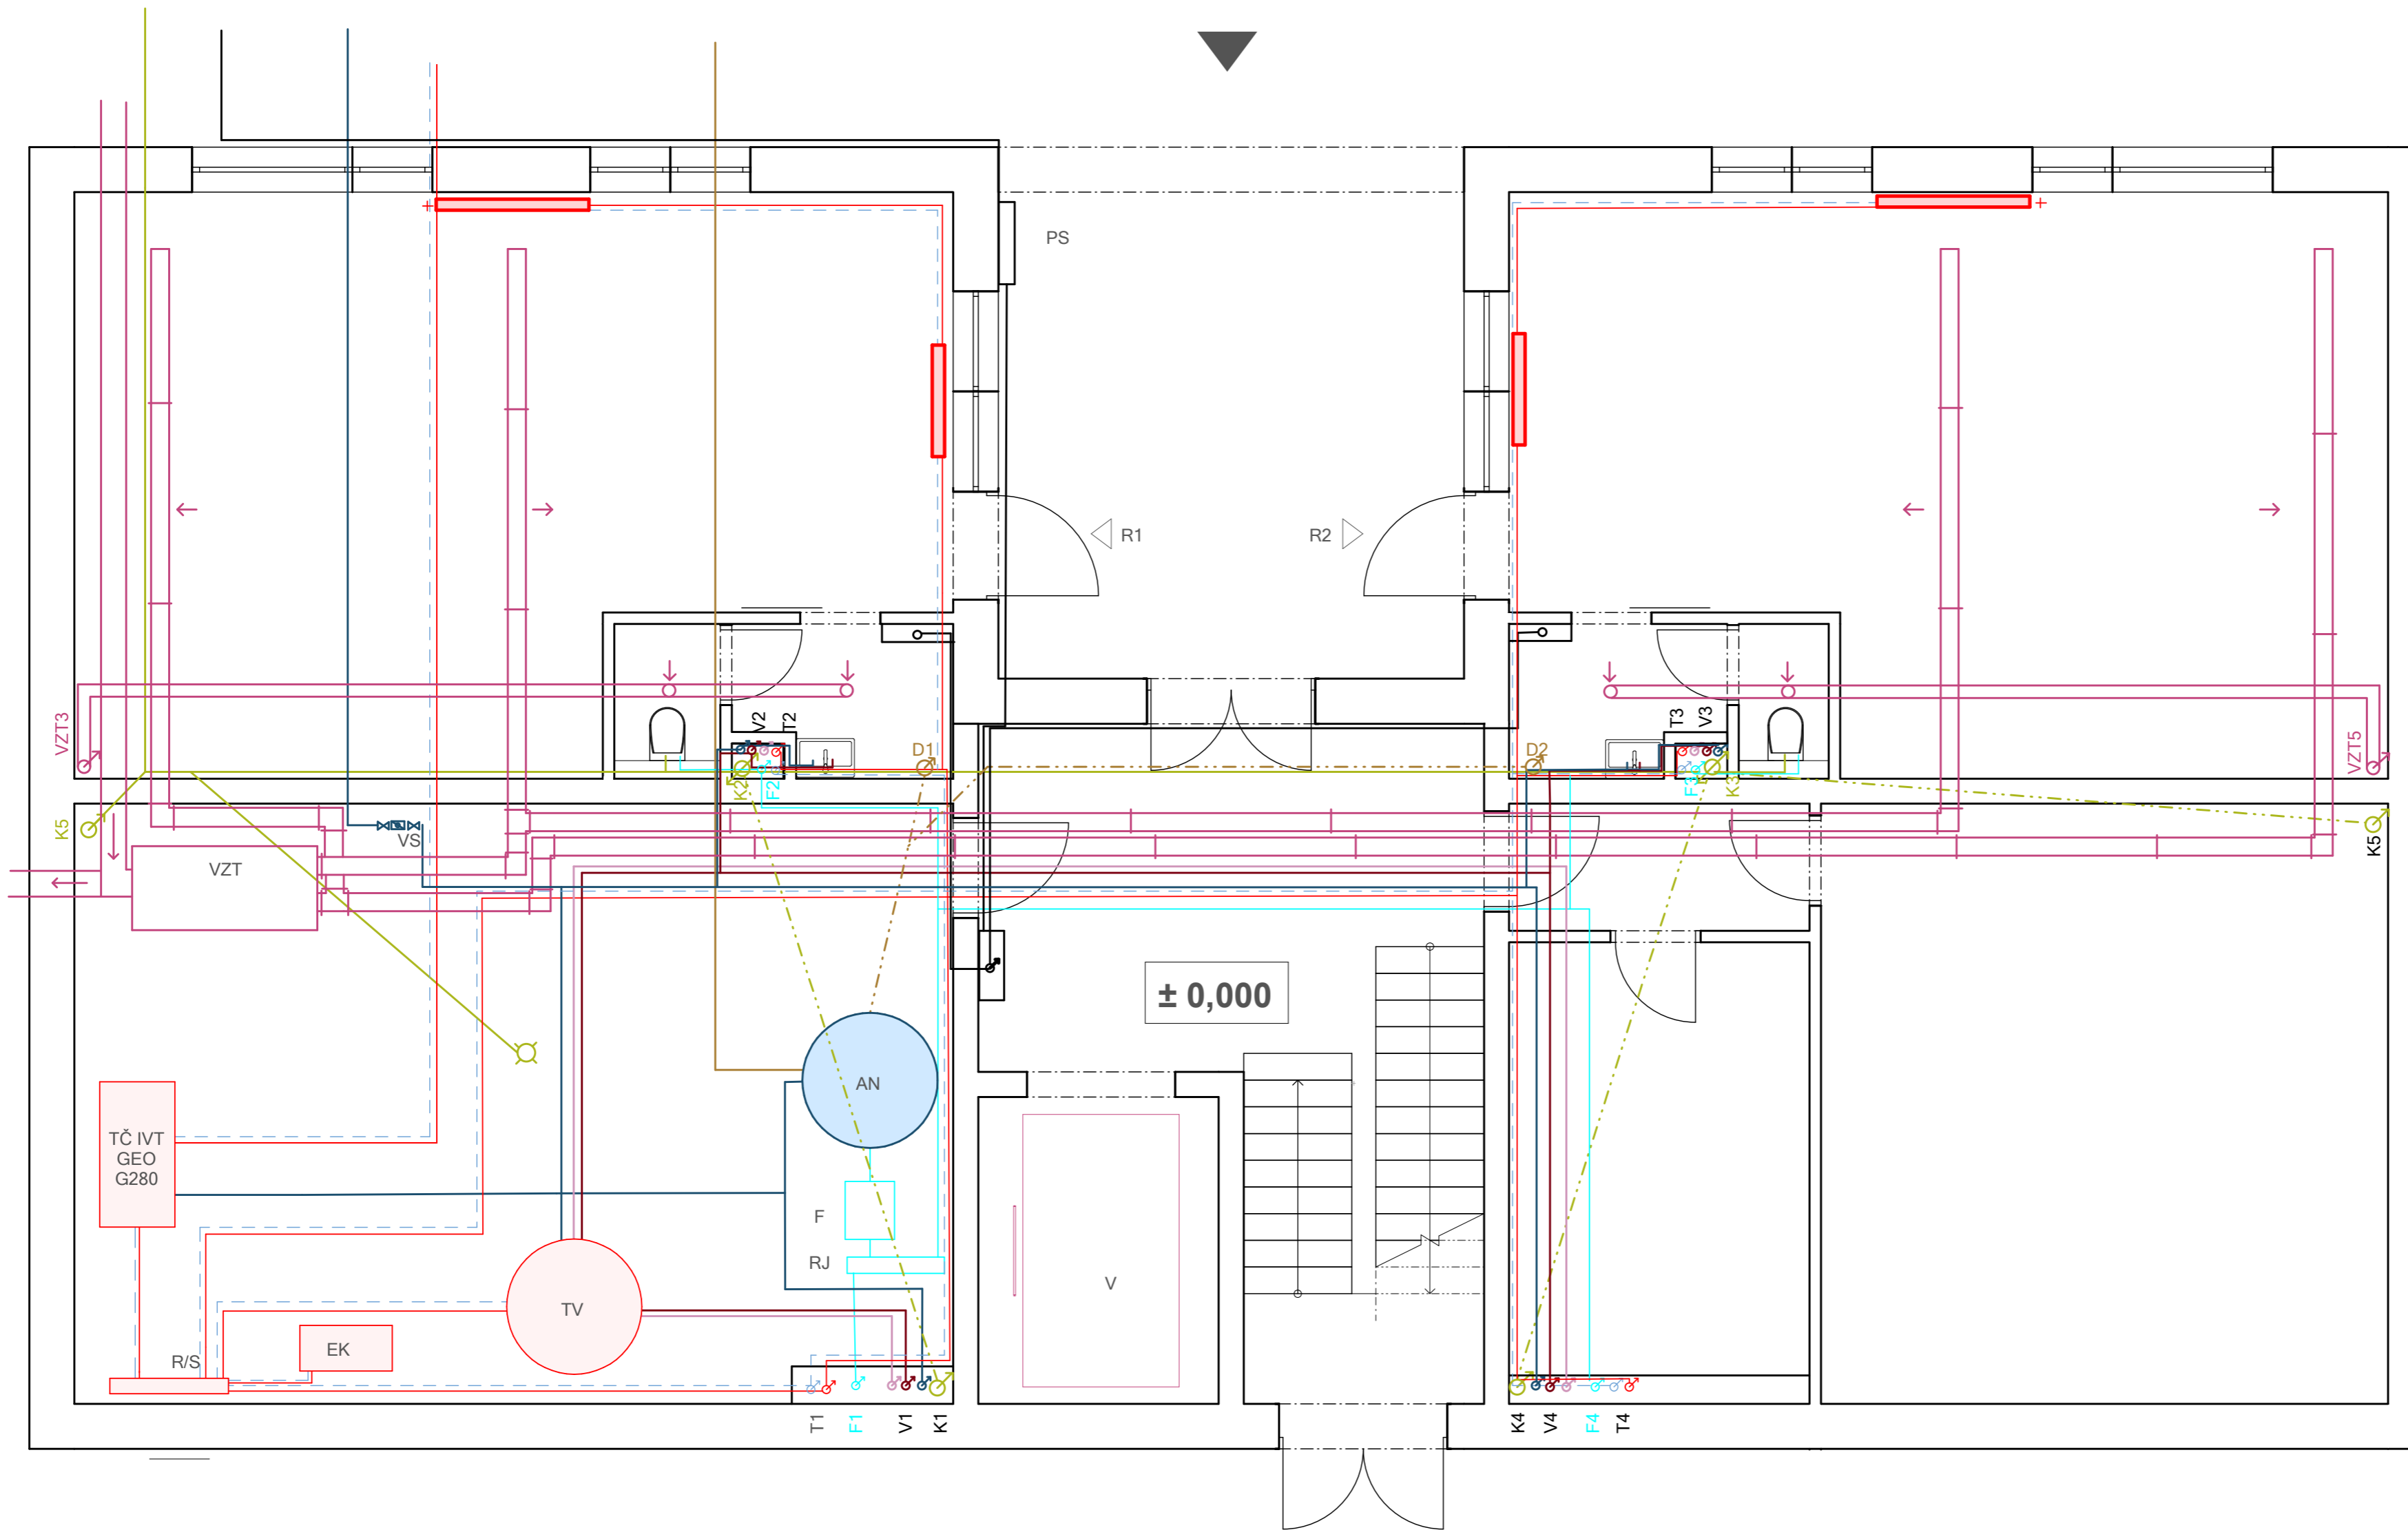 PS
R1
R2
VZT3
V2
T2
D1
D2
T3
V3
VZT5
K2
F2
F3
K3
K5
VS
K5
VZT
± 0,000
AN
TČ IVT
GEO
G280
F
RJ
V
TV
EK
R/S
T1
F1
V1
K1
K4
V4
F4
T4